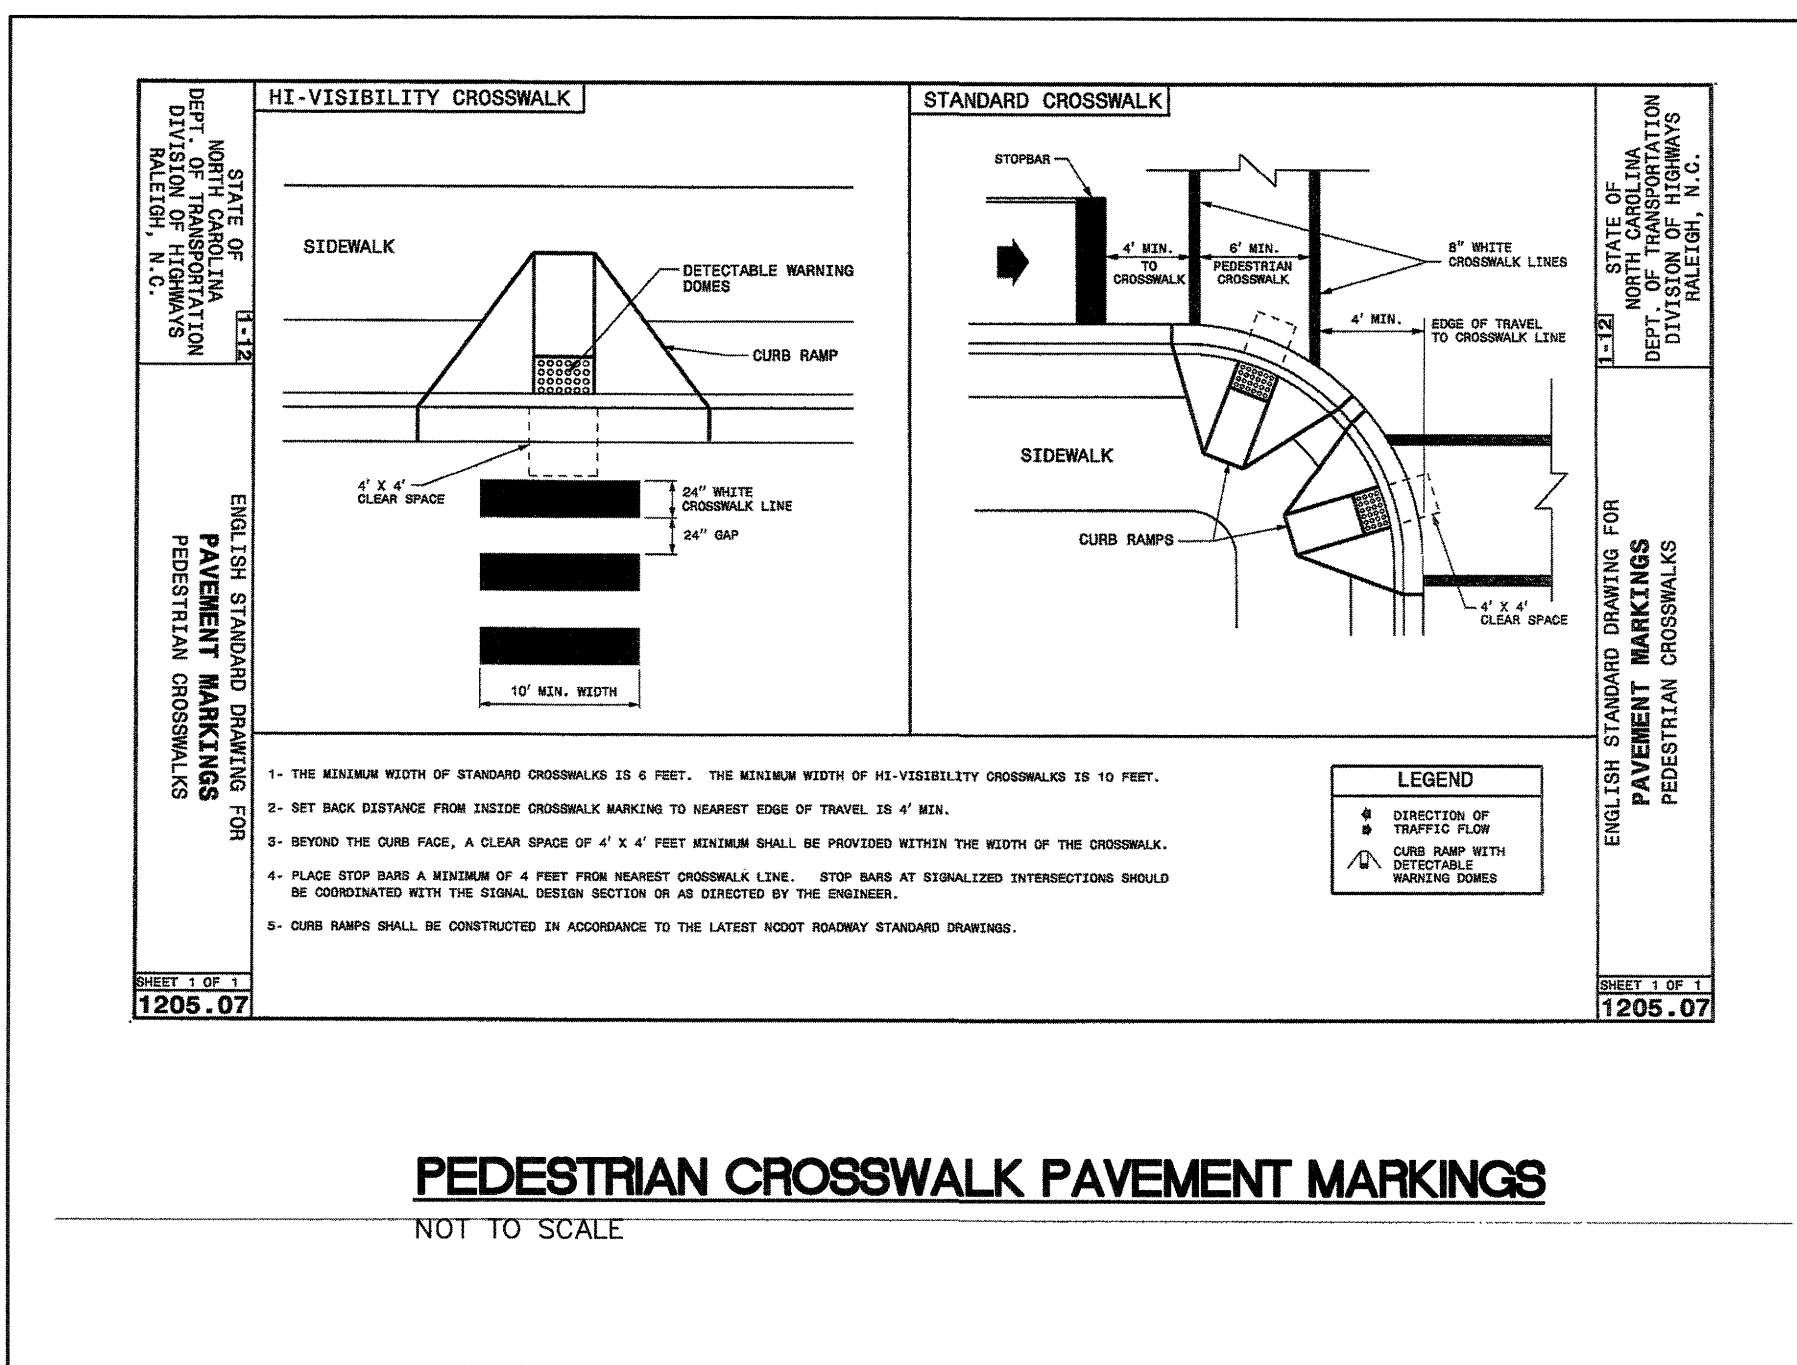 STATE OF
NORTH CAROLINA
DEPT. OF TRANSPORTATION
DIVISION OF HIGHWAYS
RALEIGH, N.C.
1-12
ENGLISH STANDARD DRAWING FOR
PAVEMENT MARKINGS
PEDESTRIAN CROSSWALKS
SHEET 1 OF 1
1205.07
HI-VISIBILITY CROSSWALK
SIDEWALK
DETECTABLE WARNING
DOMES
CURB RAMP
4' X 4'
CLEAR SPACE
24" WHITE
CROSSWALK LINE
24" GAP
10' MIN. WIDTH
STANDARD CROSSWALK
STOPBAR
4' MIN.
TO
CROSSWALK
6' MIN.
PEDESTRIAN
CROSSWALK
8" WHITE
CROSSWALK LINES
4' MIN.
EDGE OF TRAVEL
TO CROSSWALK LINE
SIDEWALK
CURB RAMPS
4' X 4'
CLEAR SPACE
1- THE MINIMUM WIDTH OF STANDARD CROSSWALKS IS 6 FEET. THE MINIMUM WIDTH OF HI-VISIBILITY CROSSWALKS IS 10 FEET.
2- SET BACK DISTANCE FROM INSIDE CROSSWALK MARKING TO NEAREST EDGE OF TRAVEL IS 4' MIN.
3- BEYOND THE CURB FACE, A CLEAR SPACE OF 4' X 4' FEET MINIMUM SHALL BE PROVIDED WITHIN THE WIDTH OF THE CROSSWALK.
4- PLACE STOP BARS A MINIMUM OF 4 FEET FROM NEAREST CROSSWALK LINE. STOP BARS AT SIGNALIZED INTERSECTIONS SHOULD
BE COORDINATED WITH THE SIGNAL DESIGN SECTION OR AS DIRECTED BY THE ENGINEER.
5- CURB RAMPS SHALL BE CONSTRUCTED IN ACCORDANCE TO THE LATEST NCDOT ROADWAY STANDARD DRAWINGS.
LEGEND
DIRECTION OF
TRAFFIC FLOW
CURB RAMP WITH
DETECTABLE
WARNING DOMES
STATE OF
NORTH CAROLINA
DEPT. OF TRANSPORTATION
DIVISION OF HIGHWAYS
RALEIGH, N.C.
1-12
ENGLISH STANDARD DRAWING FOR
PAVEMENT MARKINGS
PEDESTRIAN CROSSWALKS
SHEET 1 OF 1
1205.07
PEDESTRIAN CROSSWALK PAVEMENT MARKINGS
NOT TO SCALE